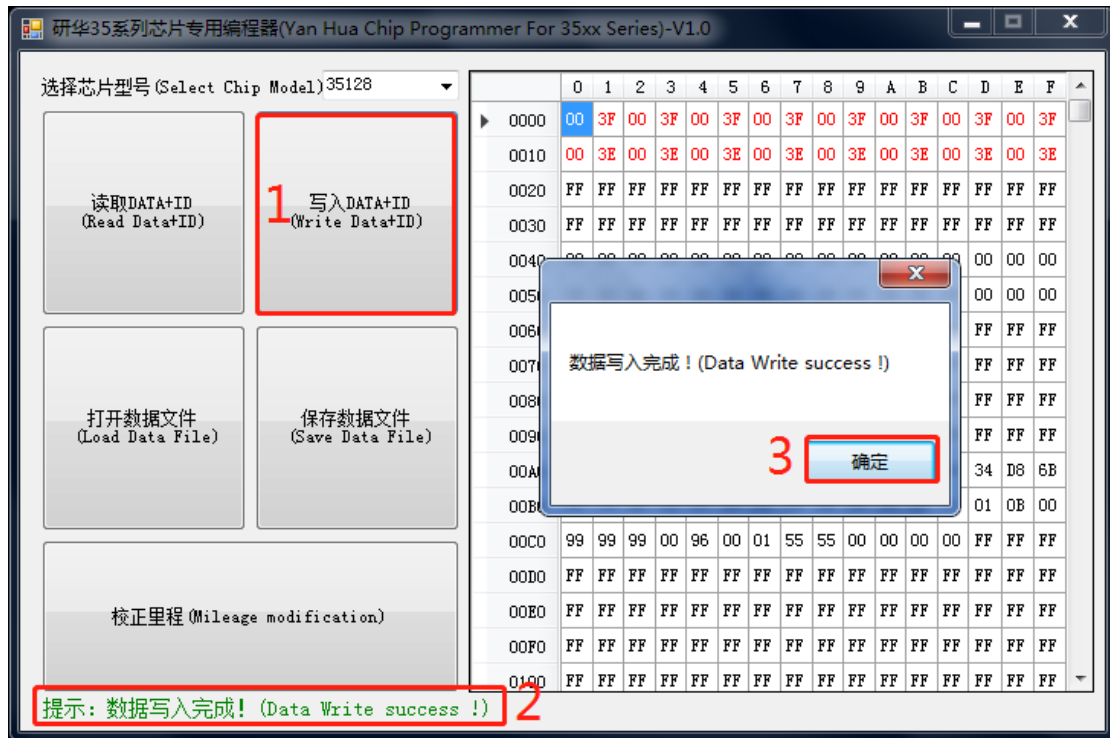 研华35系列芯片专用编程器(Yan Hua Chip Programmer For 35xx Series)-V1.0
选择芯片型号(Select Chip Model)35128
读取DATA+ID
(Read Data+ID)
1
写入DATA+ID
(Write Data+ID)
打开数据文件
(Load Data File)
保存数据文件
(Save Data File)
校正里程(Mileage modification)
提示：数据写入完成！(Data Write success !)
2
0 1 2 3 4 5 6 7 8 9 A B C D E F
0000 00 3F 00 3F 00 3F 00 3F 00 3F 00 3F 00 3F 00 3F
0010 00 3E 00 3E 00 3E 00 3E 00 3E 00 3E 00 3E 00 3E
0020 FF FF FF FF FF FF FF FF FF FF FF FF FF FF FF FF
0030 FF FF FF FF FF FF FF FF FF FF FF FF FF FF FF FF
0040 00 00 00
00 00 00
FF FF FF
FF FF FF
FF FF FF
FF FF FF
34 D8 6B
01 0B 00
00C0 99 99 99 00 96 00 01 55 55 00 00 00 00 FF FF FF
00D0 FF FF FF FF FF FF FF FF FF FF FF FF FF FF FF FF
00E0 FF FF FF FF FF FF FF FF FF FF FF FF FF FF FF FF
00F0 FF FF FF FF FF FF FF FF FF FF FF FF FF FF FF FF
0100 FF FF FF FF FF FF FF FF FF FF FF FF FF FF FF FF
数据写入完成！(Data Write success !)
3
确定